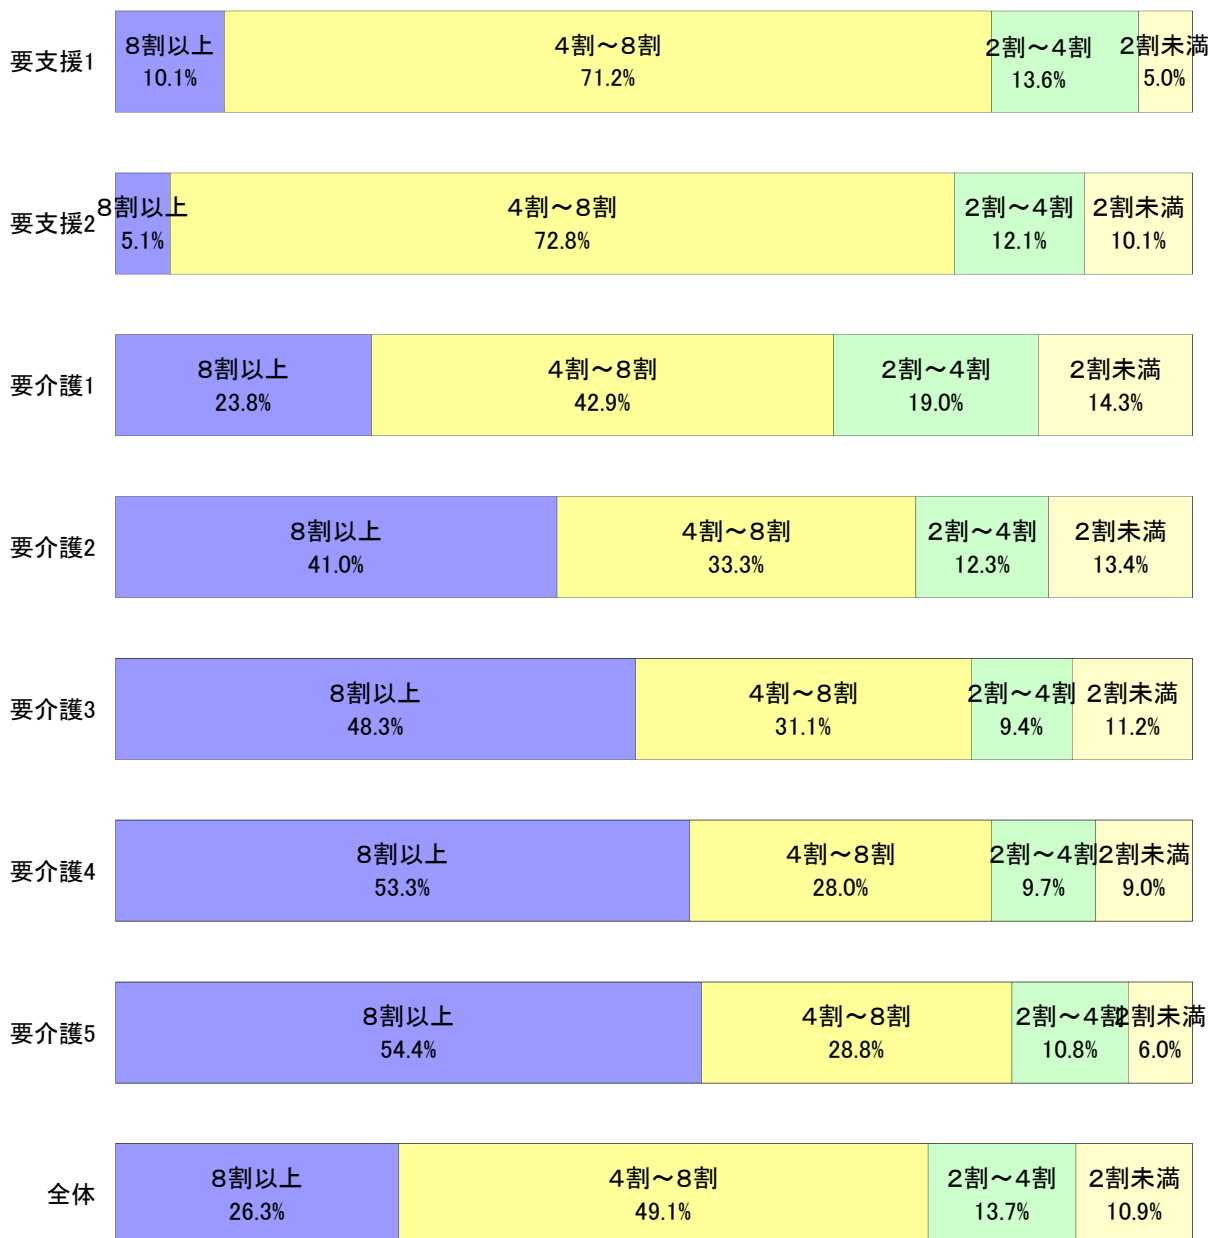 8割以上 4割～8割 2割～4割 2割未満
要支援1
10.1% 71.2% 13.6% 5.0%
8割以上 4割～8割 2割～4割 2割未満
要支援2
5.1% 72.8% 12.1% 10.1%
8割以上 4割～8割 2割～4割 2割未満
要介護1
23.8% 42.9% 19.0% 14.3%
8割以上 4割～8割 2割～4割 2割未満
要介護2
41.0% 33.3% 12.3% 13.4%
8割以上 4割～8割 2割～4割 2割未満
要介護3
48.3% 31.1% 9.4% 11.2%
8割以上 4割～8割 2割～4割 2割未満
要介護4
53.3% 28.0% 9.7% 9.0%
8割以上 4割～8割 2割～4割 2割未満
要介護5
54.4% 28.8% 10.8% 6.0%
8割以上 4割～8割 2割～4割 2割未満
全体
26.3% 49.1% 13.7% 10.9%